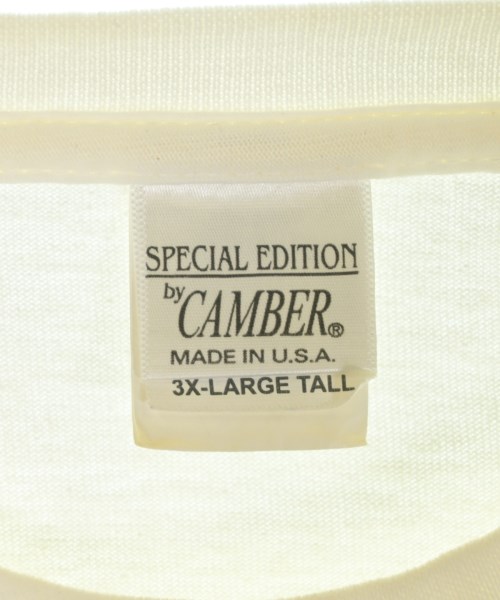 SPECIAL EDITION
by CAMBER®
MADE IN U.S.A.
3X-LARGE TALL